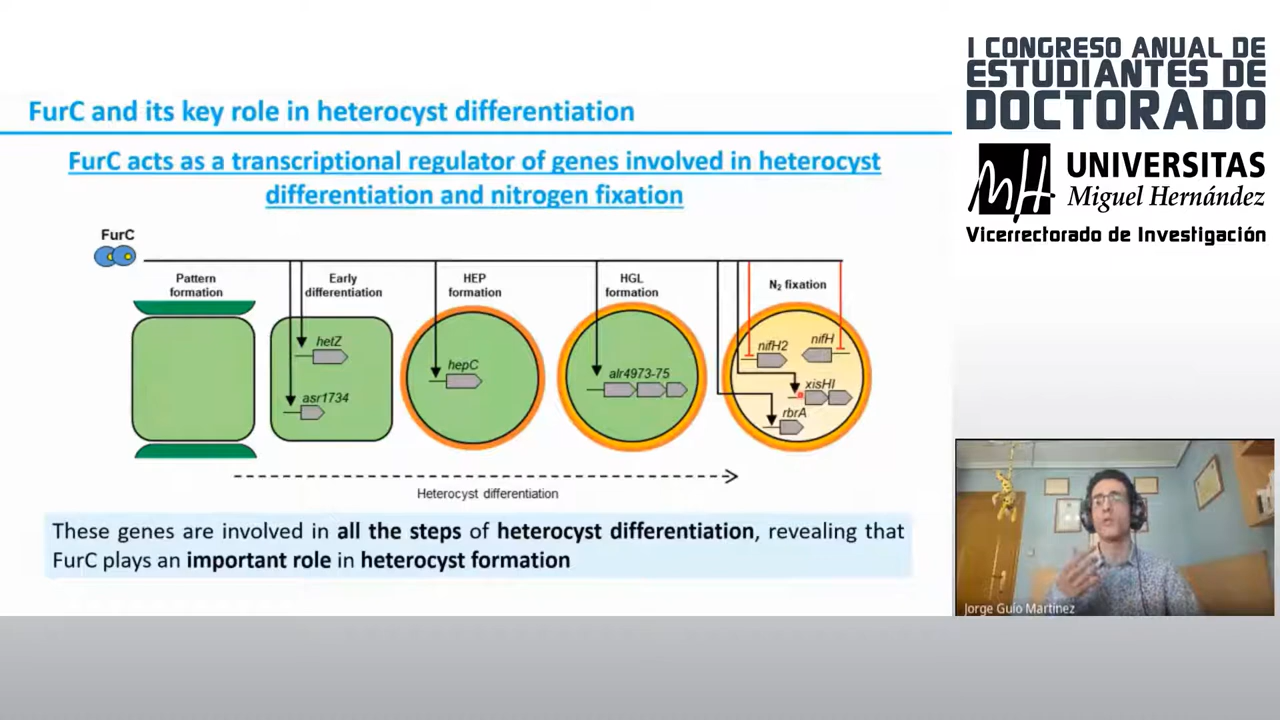 I CONGRESO ANUAL DE
ESTUDIANTES DE
DOCTORADO
UNIVERSITAS
Miguel Hernández
Vicerrectorado de Investigación
FurC and its key role in heterocyst differentiation
FurC acts as a transcriptional regulator of genes involved in heterocyst
differentiation and nitrogen fixation
FurC
Pattern
formation
Early
differentiation
HEP
formation
HGL
formation
N₂ fixation
hetZ
asr1734
hepC
alr4973-75
nifH2
nifH
xisHI
rbrA
Heterocyst differentiation
These genes are involved in all the steps of heterocyst differentiation, revealing that
FurC plays an important role in heterocyst formation
Jorge Guio Martinez